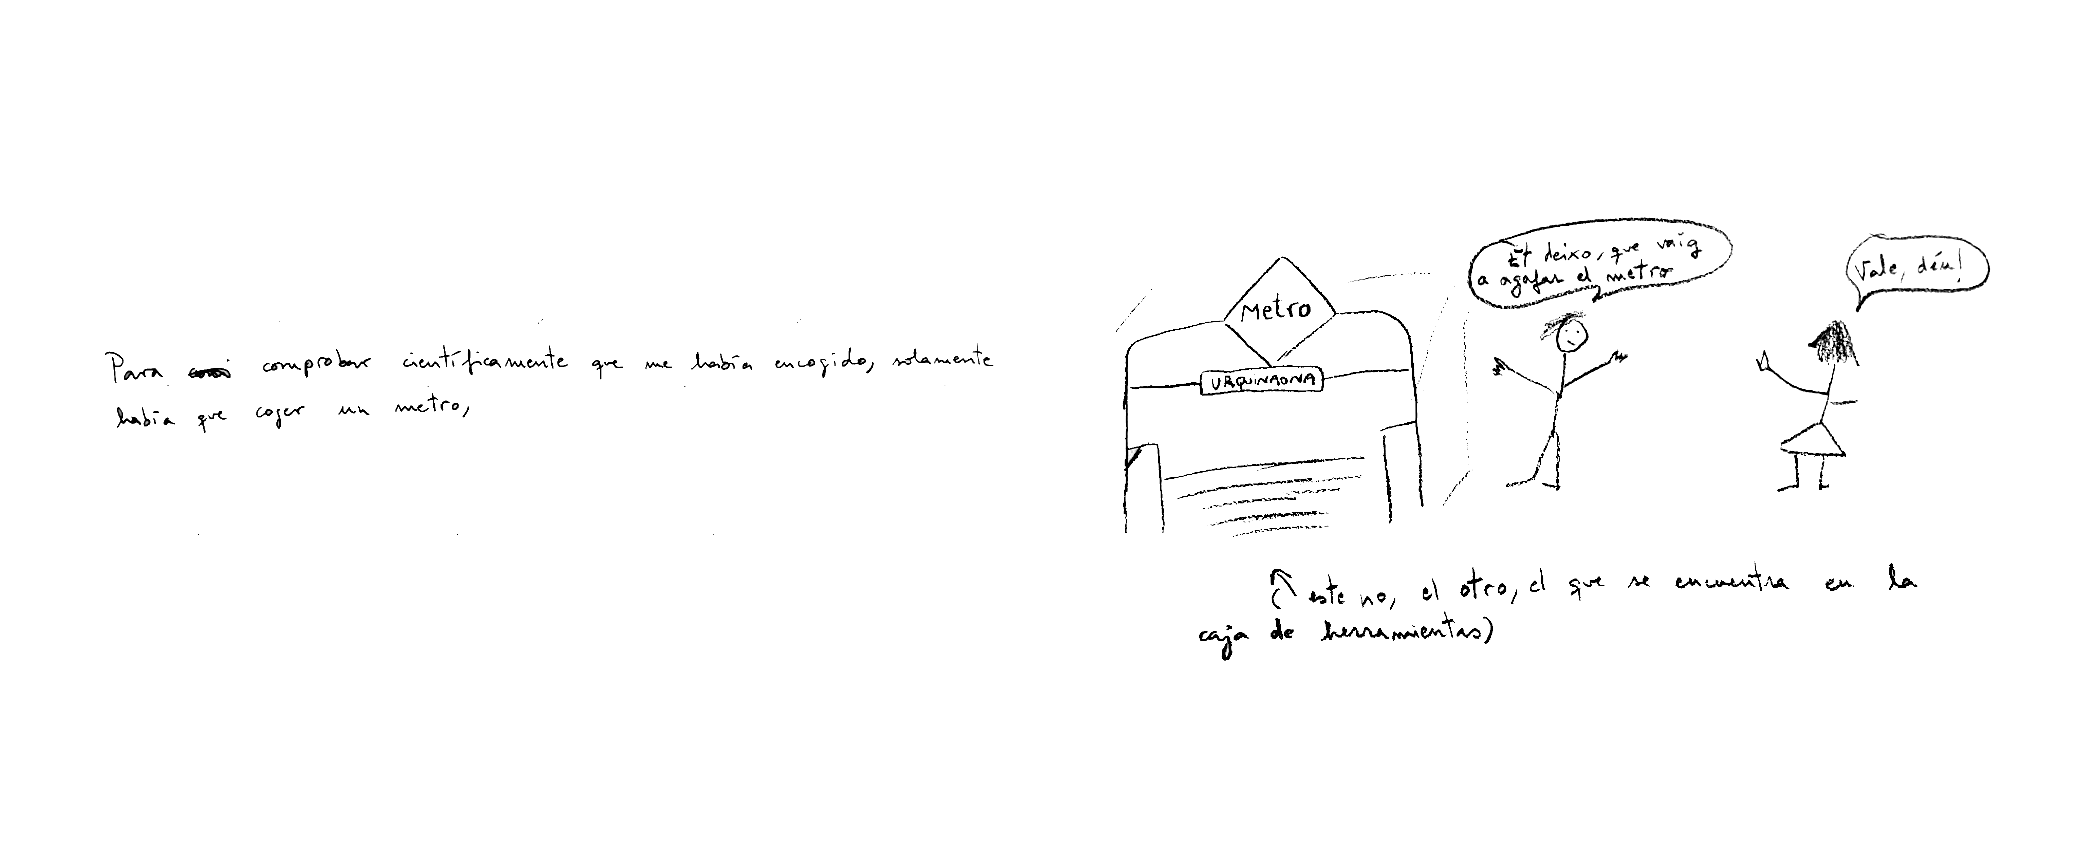 Para comprobar científicamente que me había encogido, solamente
había que coger un metro,
Metro
URQUINAONA
Et deixo, que vaig
a agafar el metro
Vale, déu!
este no, el otro, el que se encuentra en la
caja de herramientas)